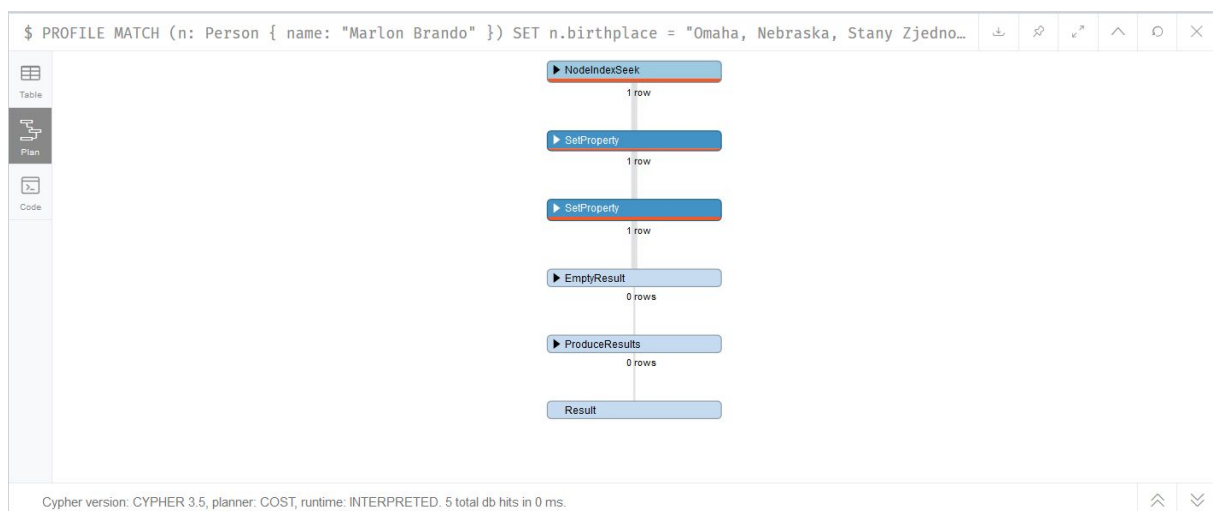 $ PROFILE MATCH (n: Person { name: "Marlon Brando" }) SET n.birthplace = "Omaha, Nebraska, Stany Zjedno…
Table
Plan
Code
NodeIndexSeek
1 row
SetProperty
1 row
SetProperty
1 row
EmptyResult
0 rows
ProduceResults
0 rows
Result
Cypher version: CYPHER 3.5, planner: COST, runtime: INTERPRETED. 5 total db hits in 0 ms.